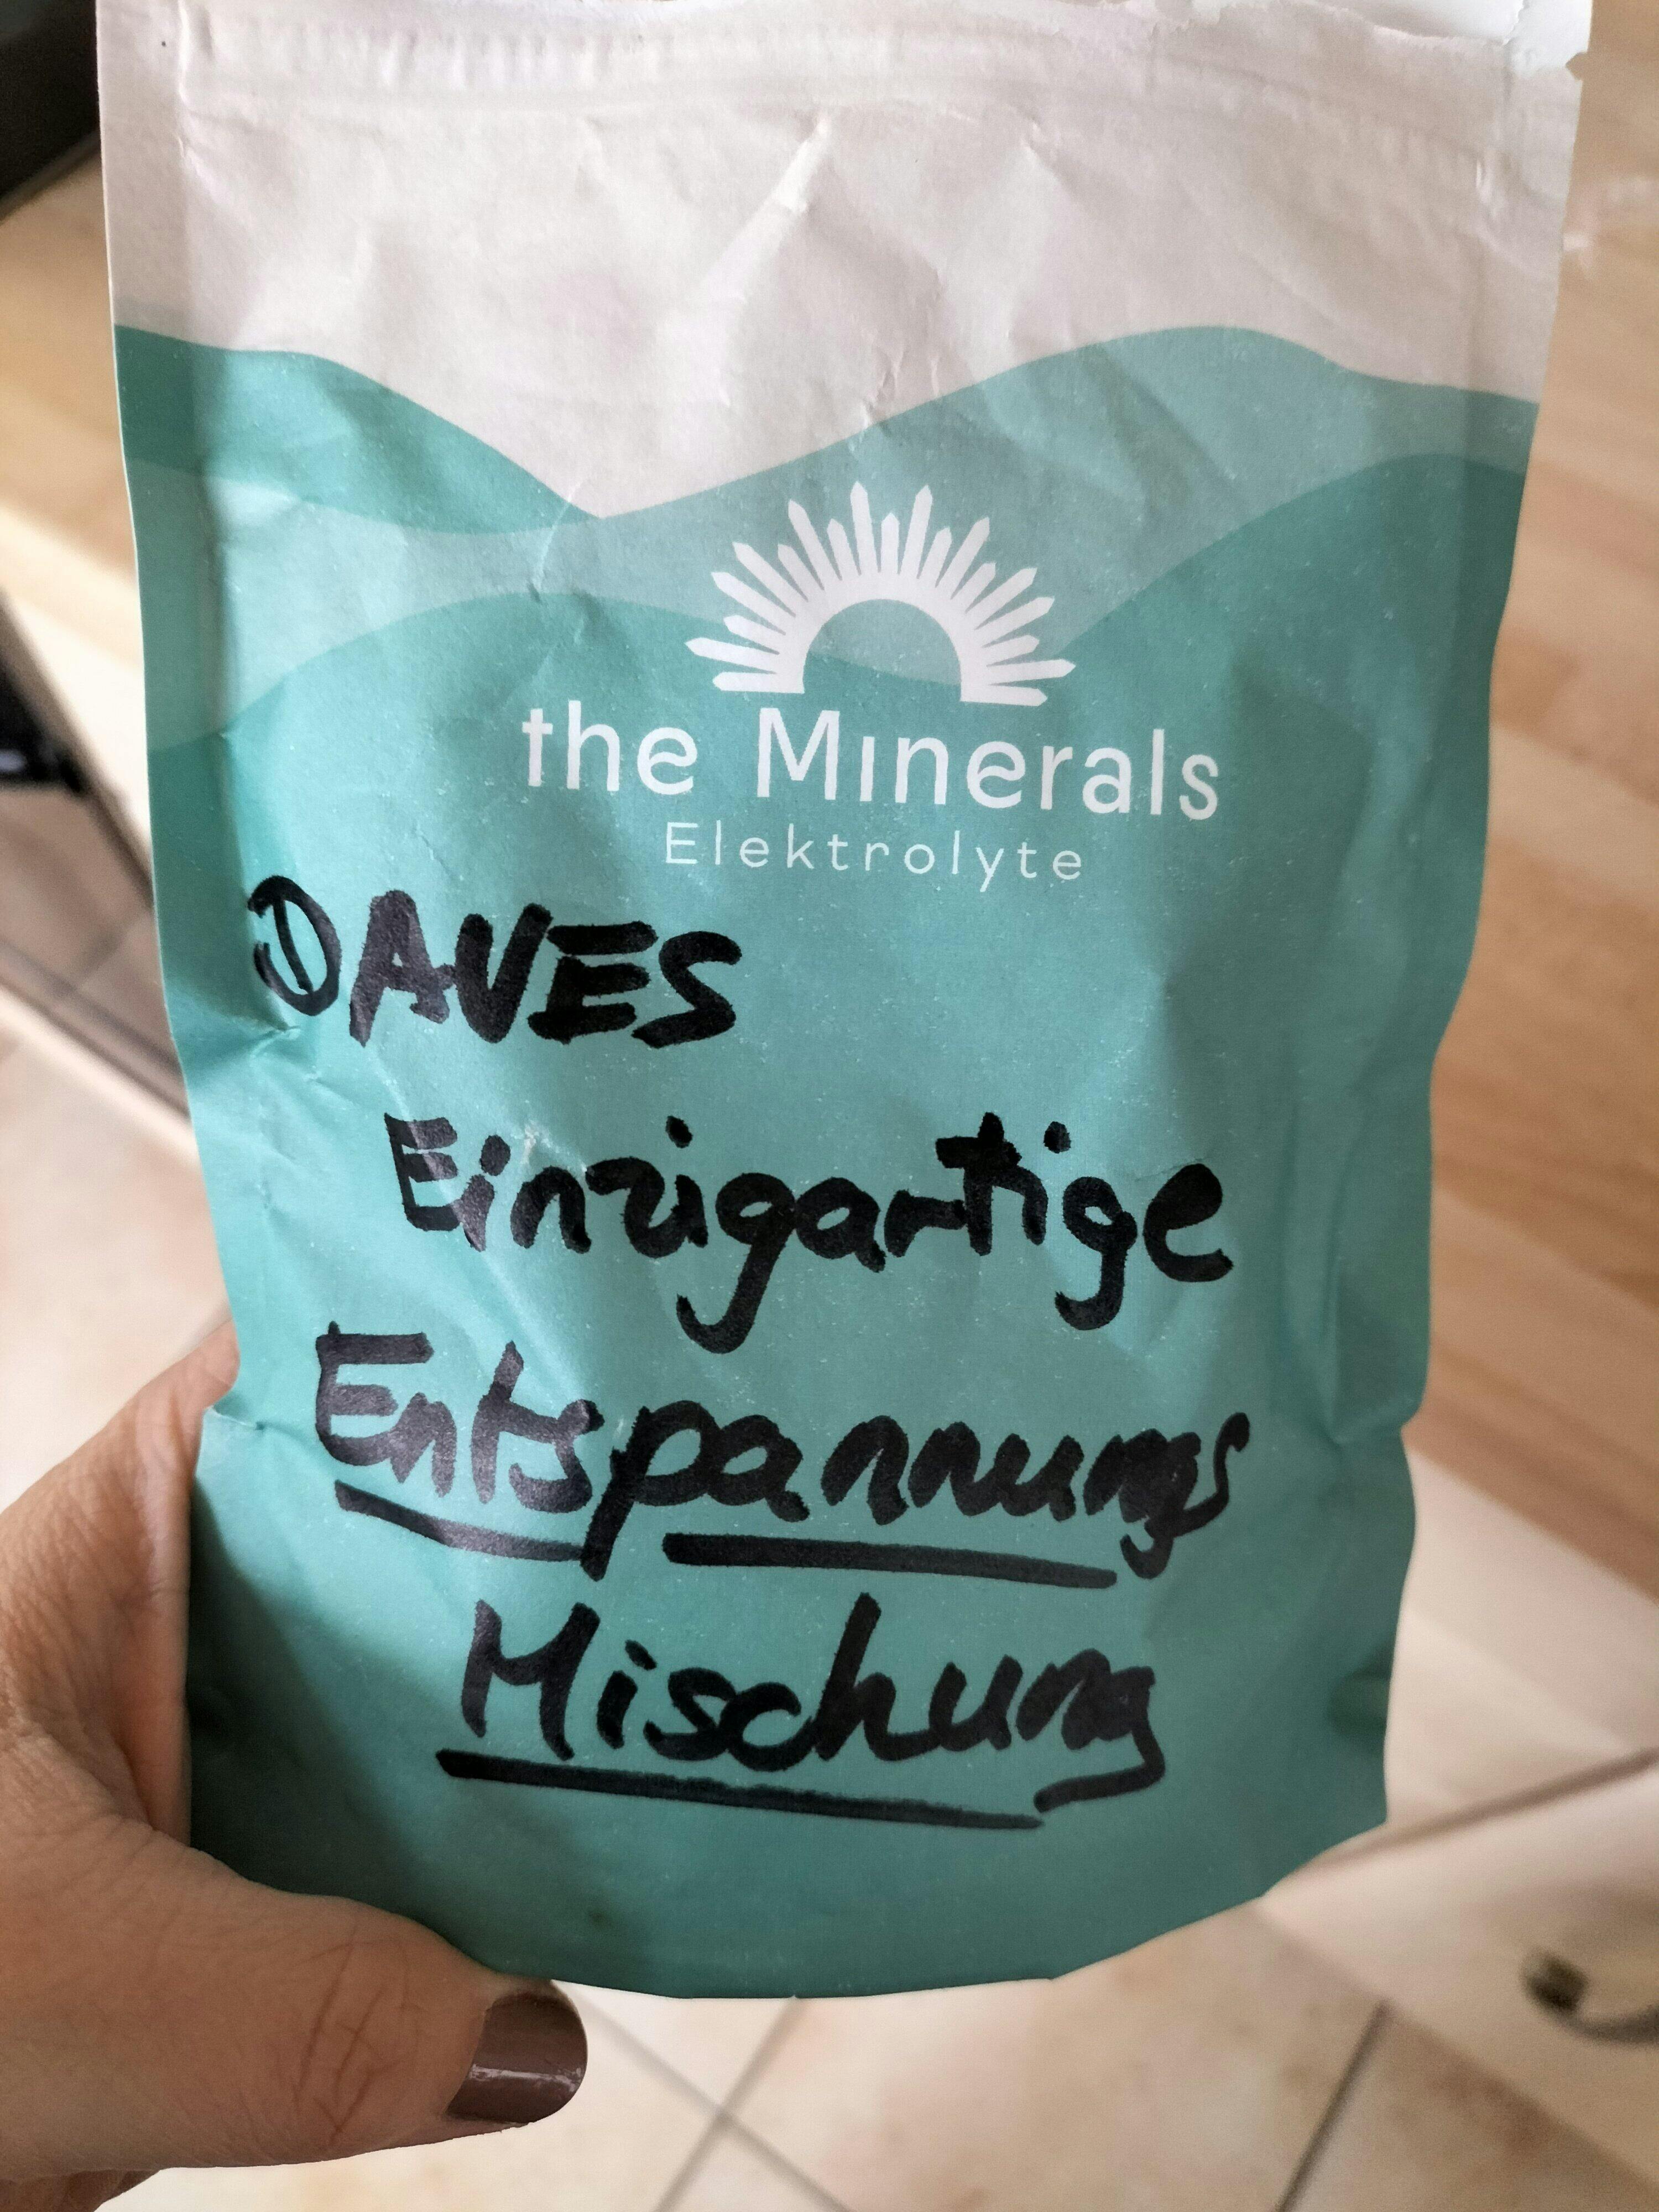 the Minerals
Elektrolyte
DAVES
Einzigartige
Entspannungs
Mischung